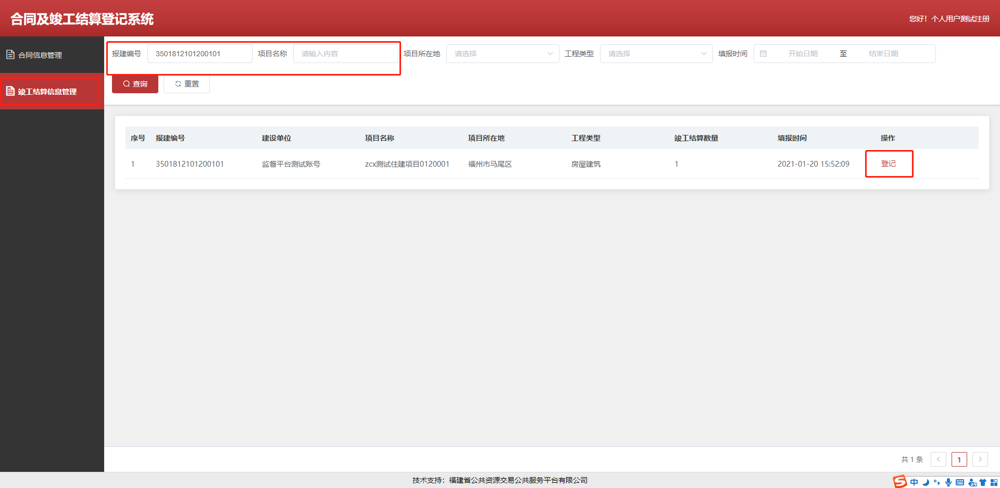 合同及竣工结算登记系统
您好！个人用户测试注册
合同信息管理
竣工结算信息管理
报建编号 3501812101200101 项目名称 请输入内容 项目所在地 请选择 工程类型 请选择 填报时间 开始日期 至 结束日期
查询 重置
序号 报建编号 建设单位 项目名称 项目所在地 工程类型 竣工结算数量 填报时间 操作
1 3501812101200101 监督平台测试账号 zcx测试住建项目0120001 福州市马尾区 房屋建筑 1 2021-01-20 15:52:09 登记
共 1 条 1
技术支持：福建省公共资源交易公共服务平台有限公司
中